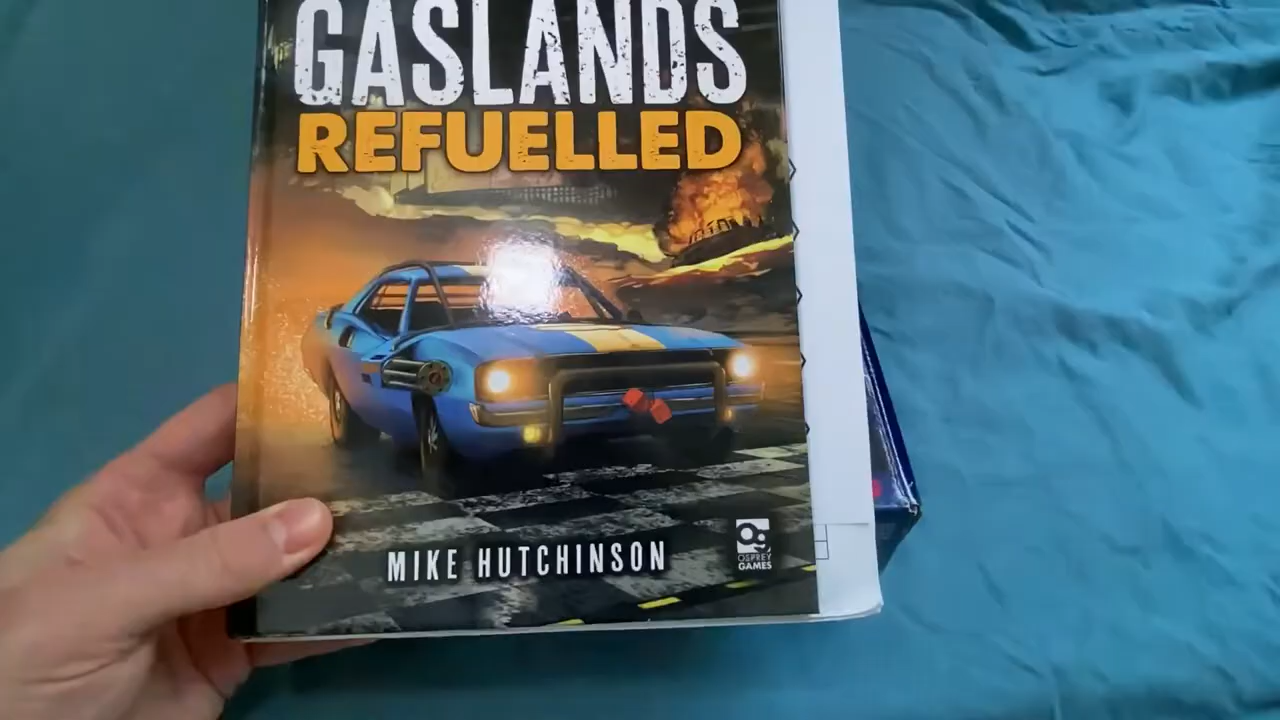 GASLANDS
REFUELLED
MIKE HUTCHINSON
OSPREY
GAMES